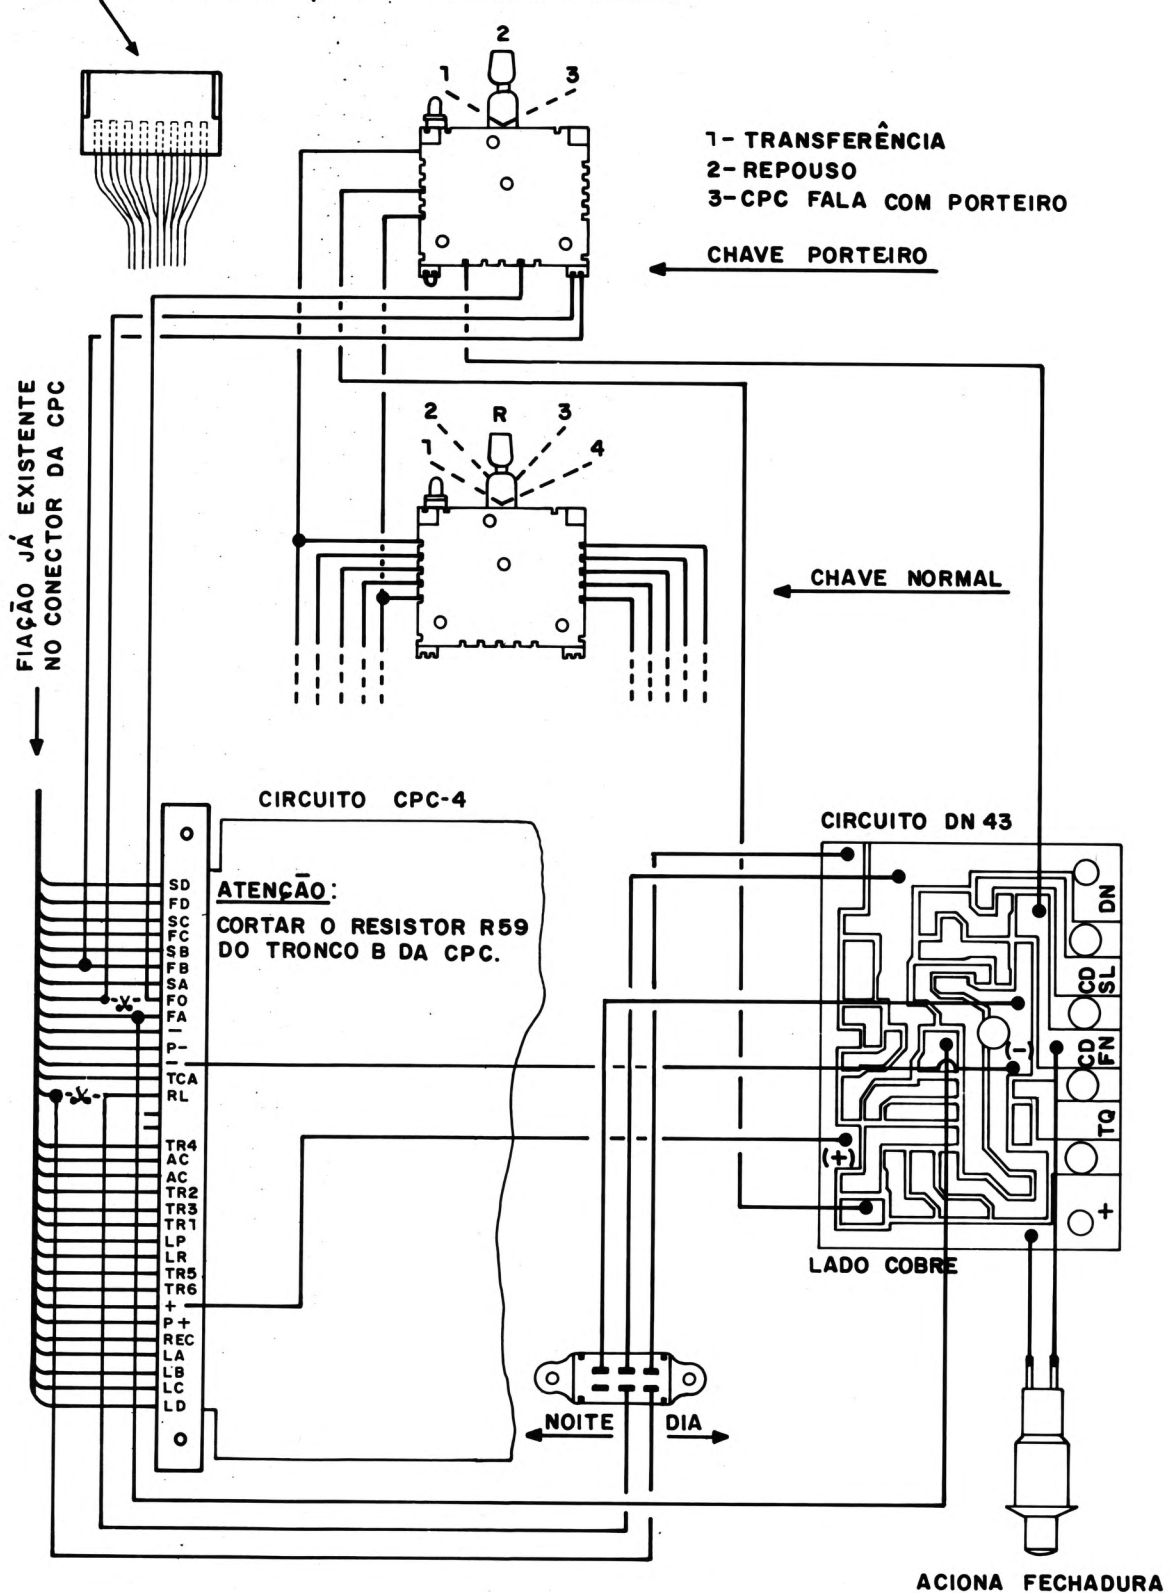 2
1
3
1- TRANSFERÊNCIA
2- REPOUSO
3- CPC FALA COM PORTEIRO
CHAVE PORTEIRO
FIAÇÃO JÁ EXISTENTE
NO CONECTOR DA CPC
2
R
3
1
4
CHAVE NORMAL
CIRCUITO CPC-4
CIRCUITO DN 43
ATENÇÃO:
CORTAR O RESISTOR R59
DO TRONCO B DA CPC.
SD
FD
SC
FC
SB
FB
SA
FO
FA
–
P-
–
TCA
RL
TR4
AC
AC
TR2
TR3
TR1
LP
LR
TR5
TR6
+
P+
REC
LA
LB
LC
LD
DN
CD
SL
CD
FN
TQ
+
(-)
(+)
LADO COBRE
NOITE
DIA
ACIONA FECHADURA